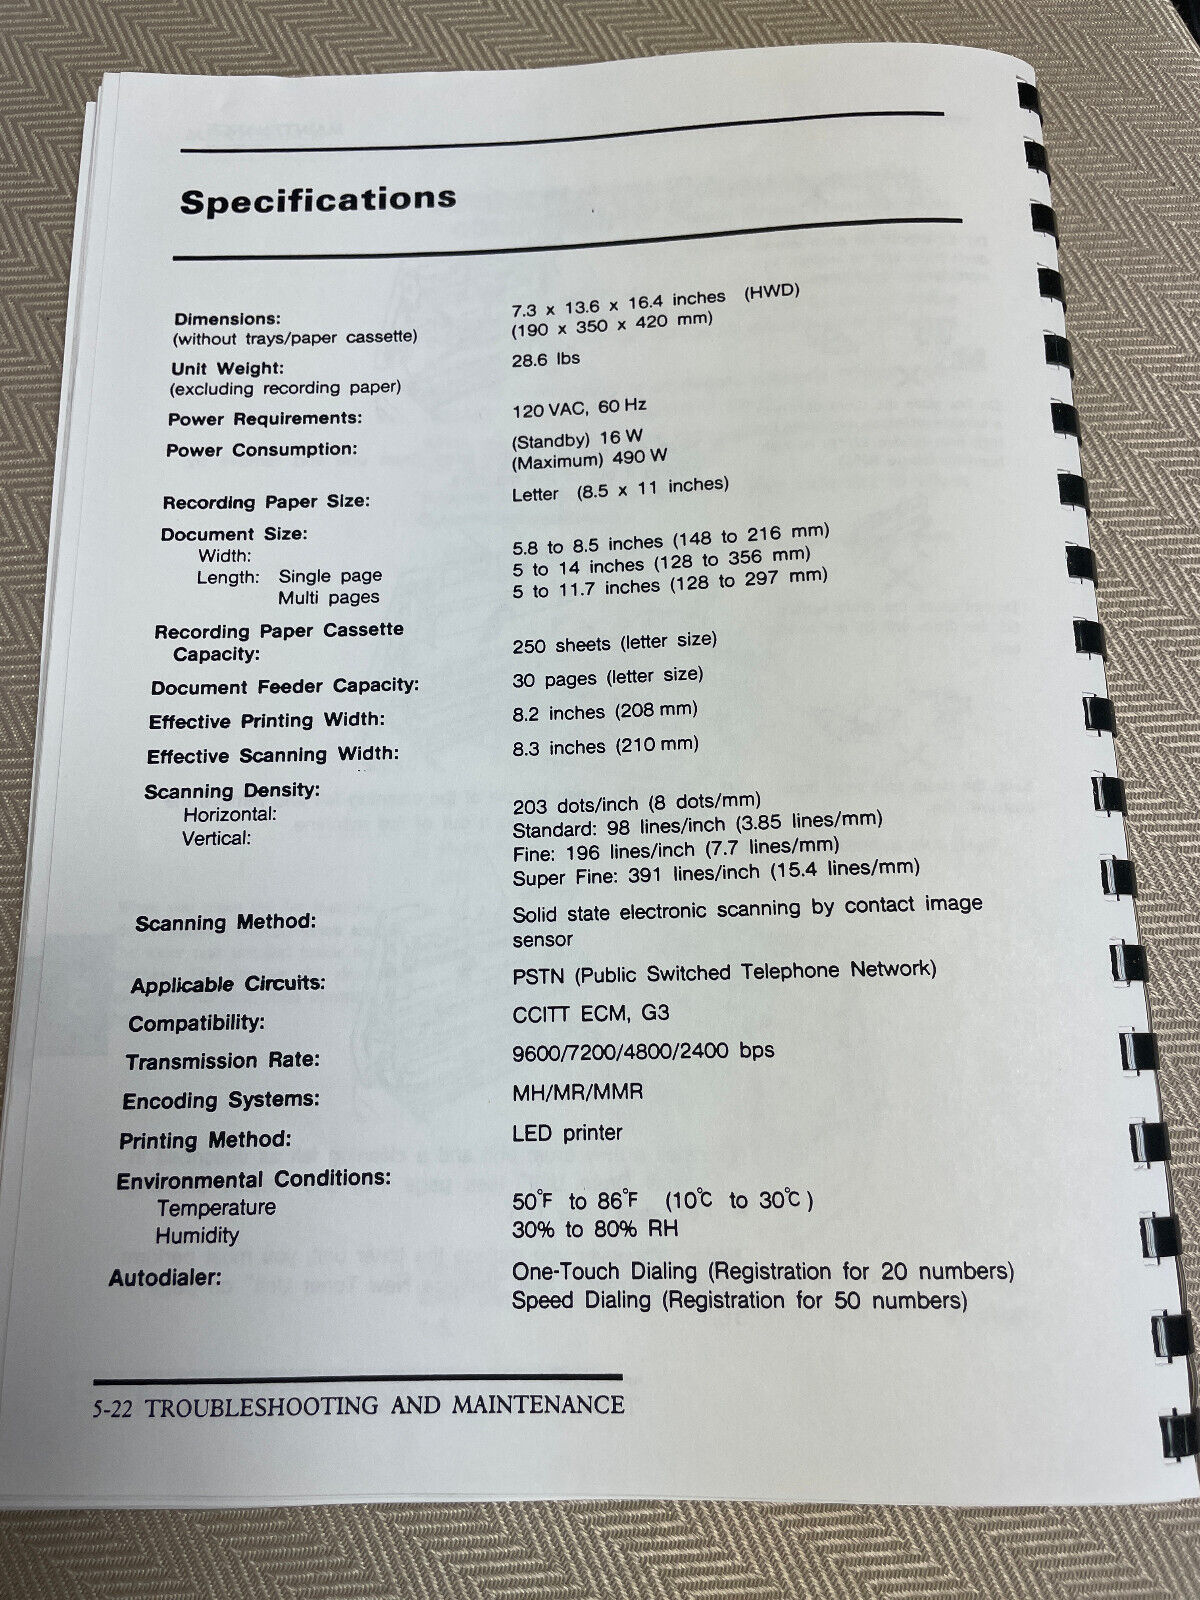 Specifications
Dimensions: 7.3 x 13.6 x 16.4 inches (HWD)
(without trays/paper cassette) (190 x 350 x 420 mm)
Unit Weight: 28.6 lbs
(excluding recording paper)
Power Requirements: 120 VAC, 60 Hz
Power Consumption: (Standby) 16 W
(Maximum) 490 W
Recording Paper Size: Letter (8.5 x 11 inches)
Document Size:
Width: 5.8 to 8.5 inches (148 to 216 mm)
Length: Single page 5 to 14 inches (128 to 356 mm)
Multi pages 5 to 11.7 inches (128 to 297 mm)
Recording Paper Cassette
Capacity: 250 sheets (letter size)
Document Feeder Capacity: 30 pages (letter size)
Effective Printing Width: 8.2 inches (208 mm)
Effective Scanning Width: 8.3 inches (210 mm)
Scanning Density:
Horizontal: 203 dots/inch (8 dots/mm)
Vertical: Standard: 98 lines/inch (3.85 lines/mm)
Fine: 196 lines/inch (7.7 lines/mm)
Super Fine: 391 lines/inch (15.4 lines/mm)
Scanning Method: Solid state electronic scanning by contact image
sensor
Applicable Circuits: PSTN (Public Switched Telephone Network)
Compatibility: CCITT ECM, G3
Transmission Rate: 9600/7200/4800/2400 bps
Encoding Systems: MH/MR/MMR
Printing Method: LED printer
Environmental Conditions:
Temperature 50°F to 86°F (10°C to 30°C)
Humidity 30% to 80% RH
Autodialer: One-Touch Dialing (Registration for 20 numbers)
Speed Dialing (Registration for 50 numbers)
5-22 TROUBLESHOOTING AND MAINTENANCE